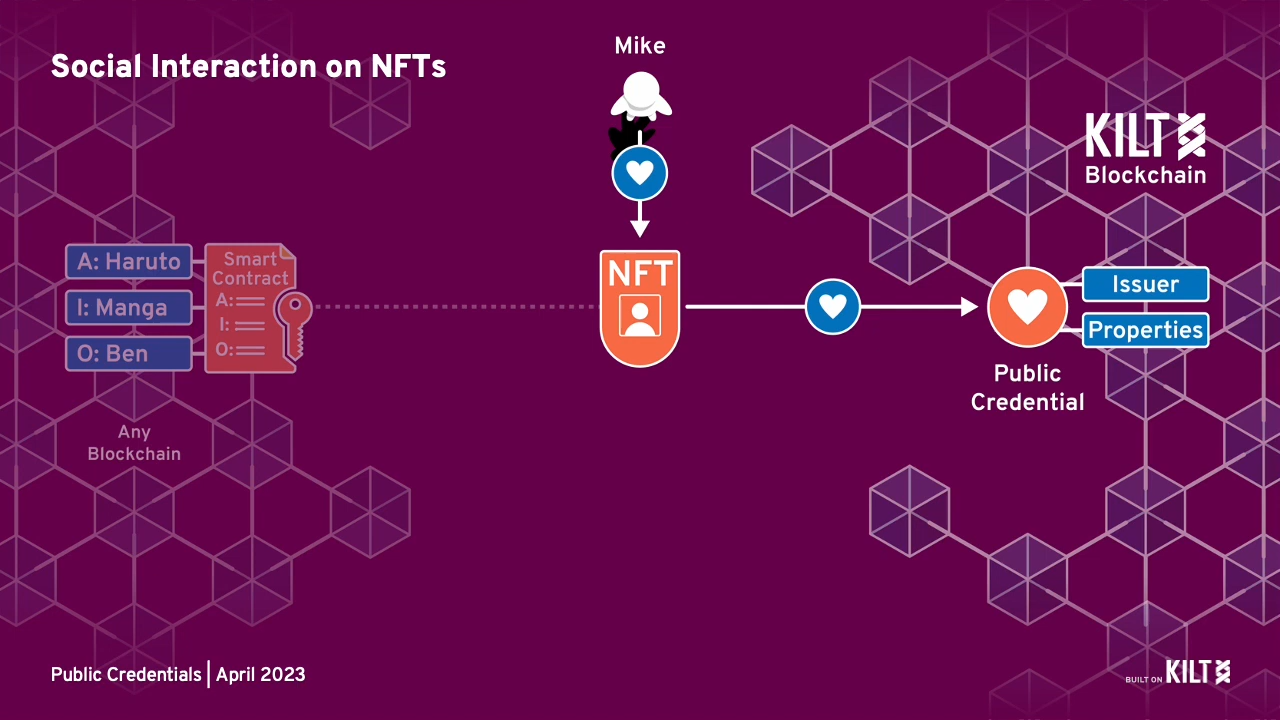 Social Interaction on NFTs
Mike
KILT
Blockchain
A: Haruto
I: Manga
O: Ben
Smart
Contract
A:
I:
O:
Any
Blockchain
NFT
Issuer
Properties
Public
Credential
Public Credentials | April 2023
BUILT ON KILT